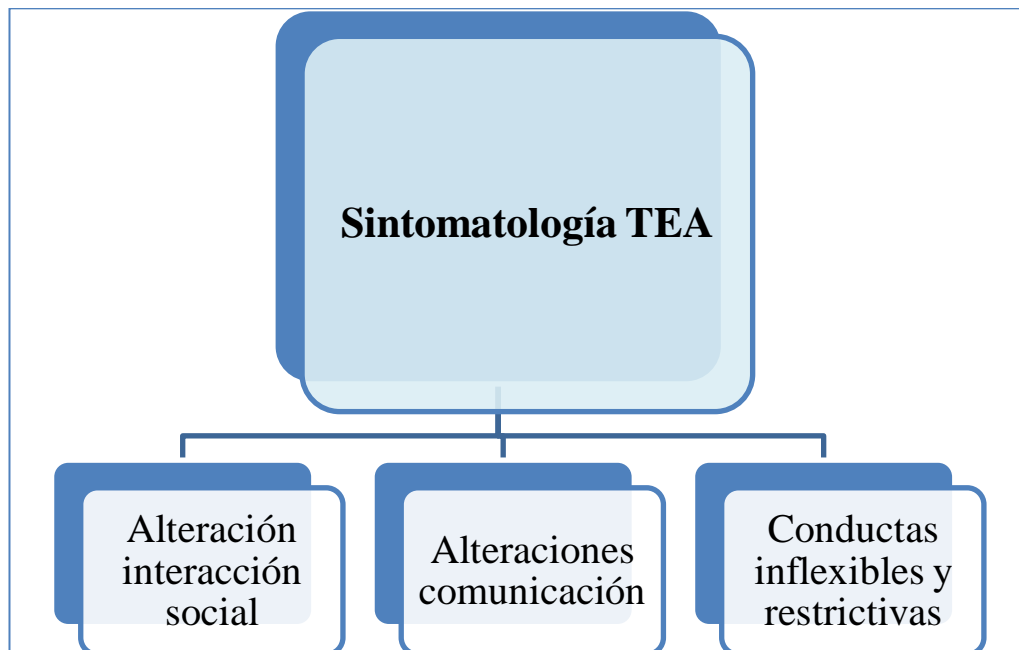 Sintomatología TEA
Alteración
interacción
social
Alteraciones
comunicación
Conductas
inflexibles y
restrictivas